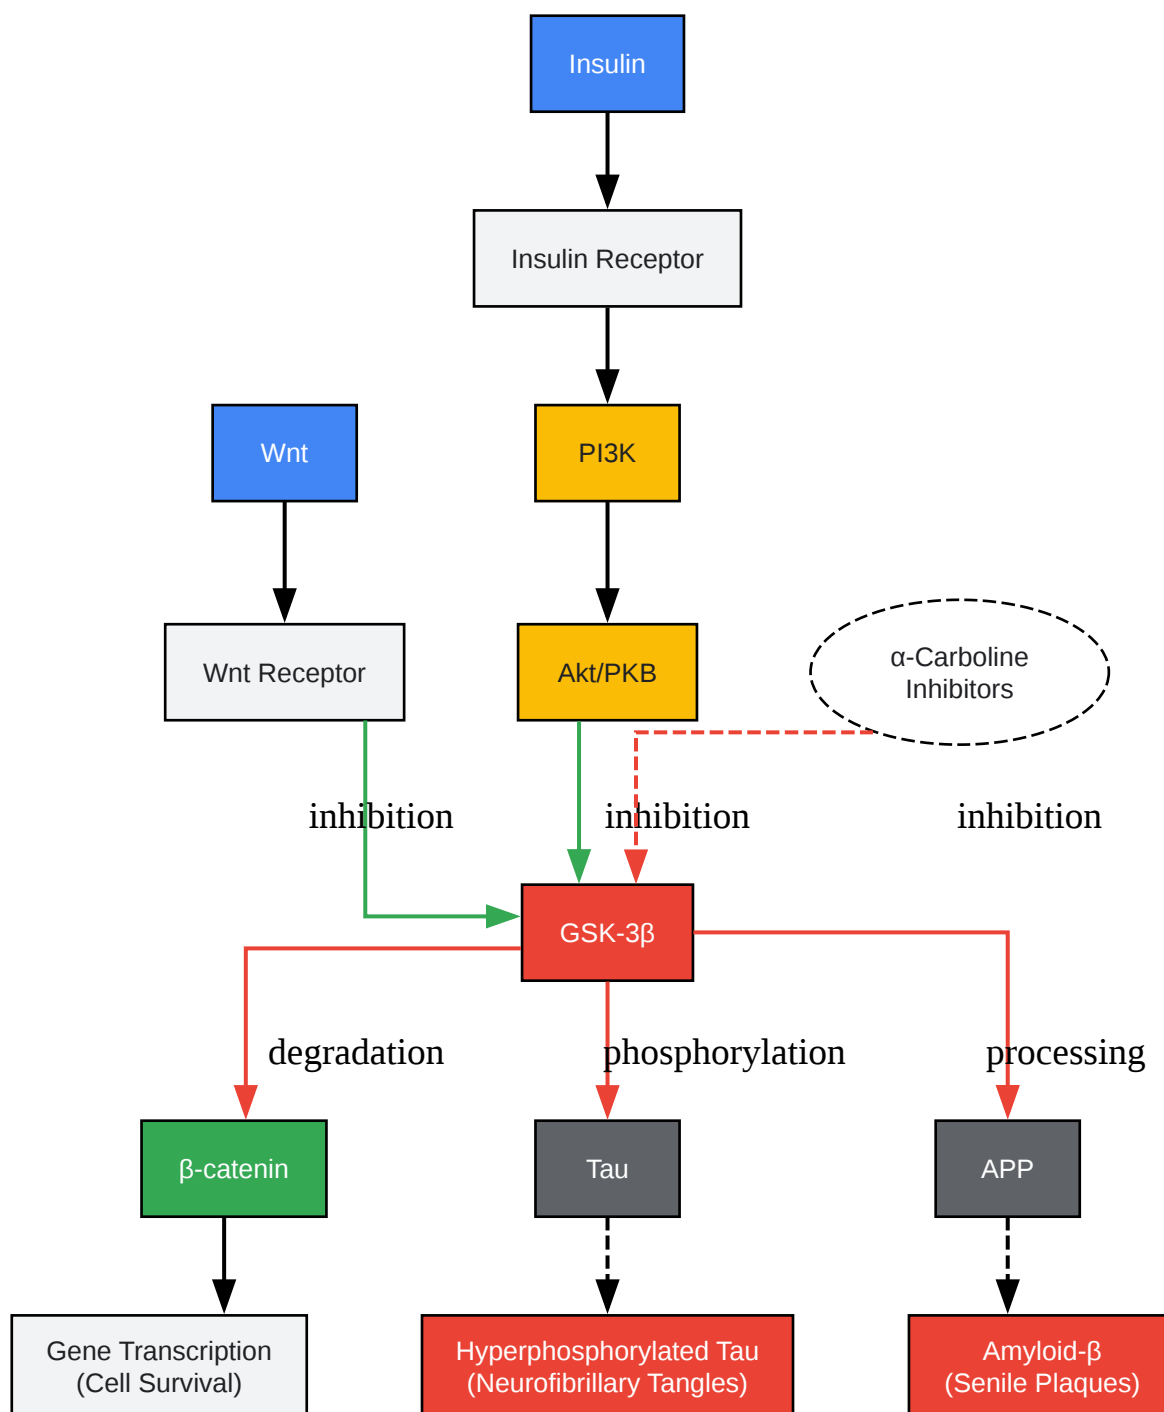 Insulin
Insulin Receptor
Wnt
PI3K
Wnt Receptor
Akt/PKB
α-Carboline
Inhibitors
inhibition
inhibition
inhibition
GSK-3β
degradation
phosphorylation
processing
β-catenin
Tau
APP
Gene Transcription
(Cell Survival)
Hyperphosphorylated Tau
(Neurofibrillary Tangles)
Amyloid-β
(Senile Plaques)